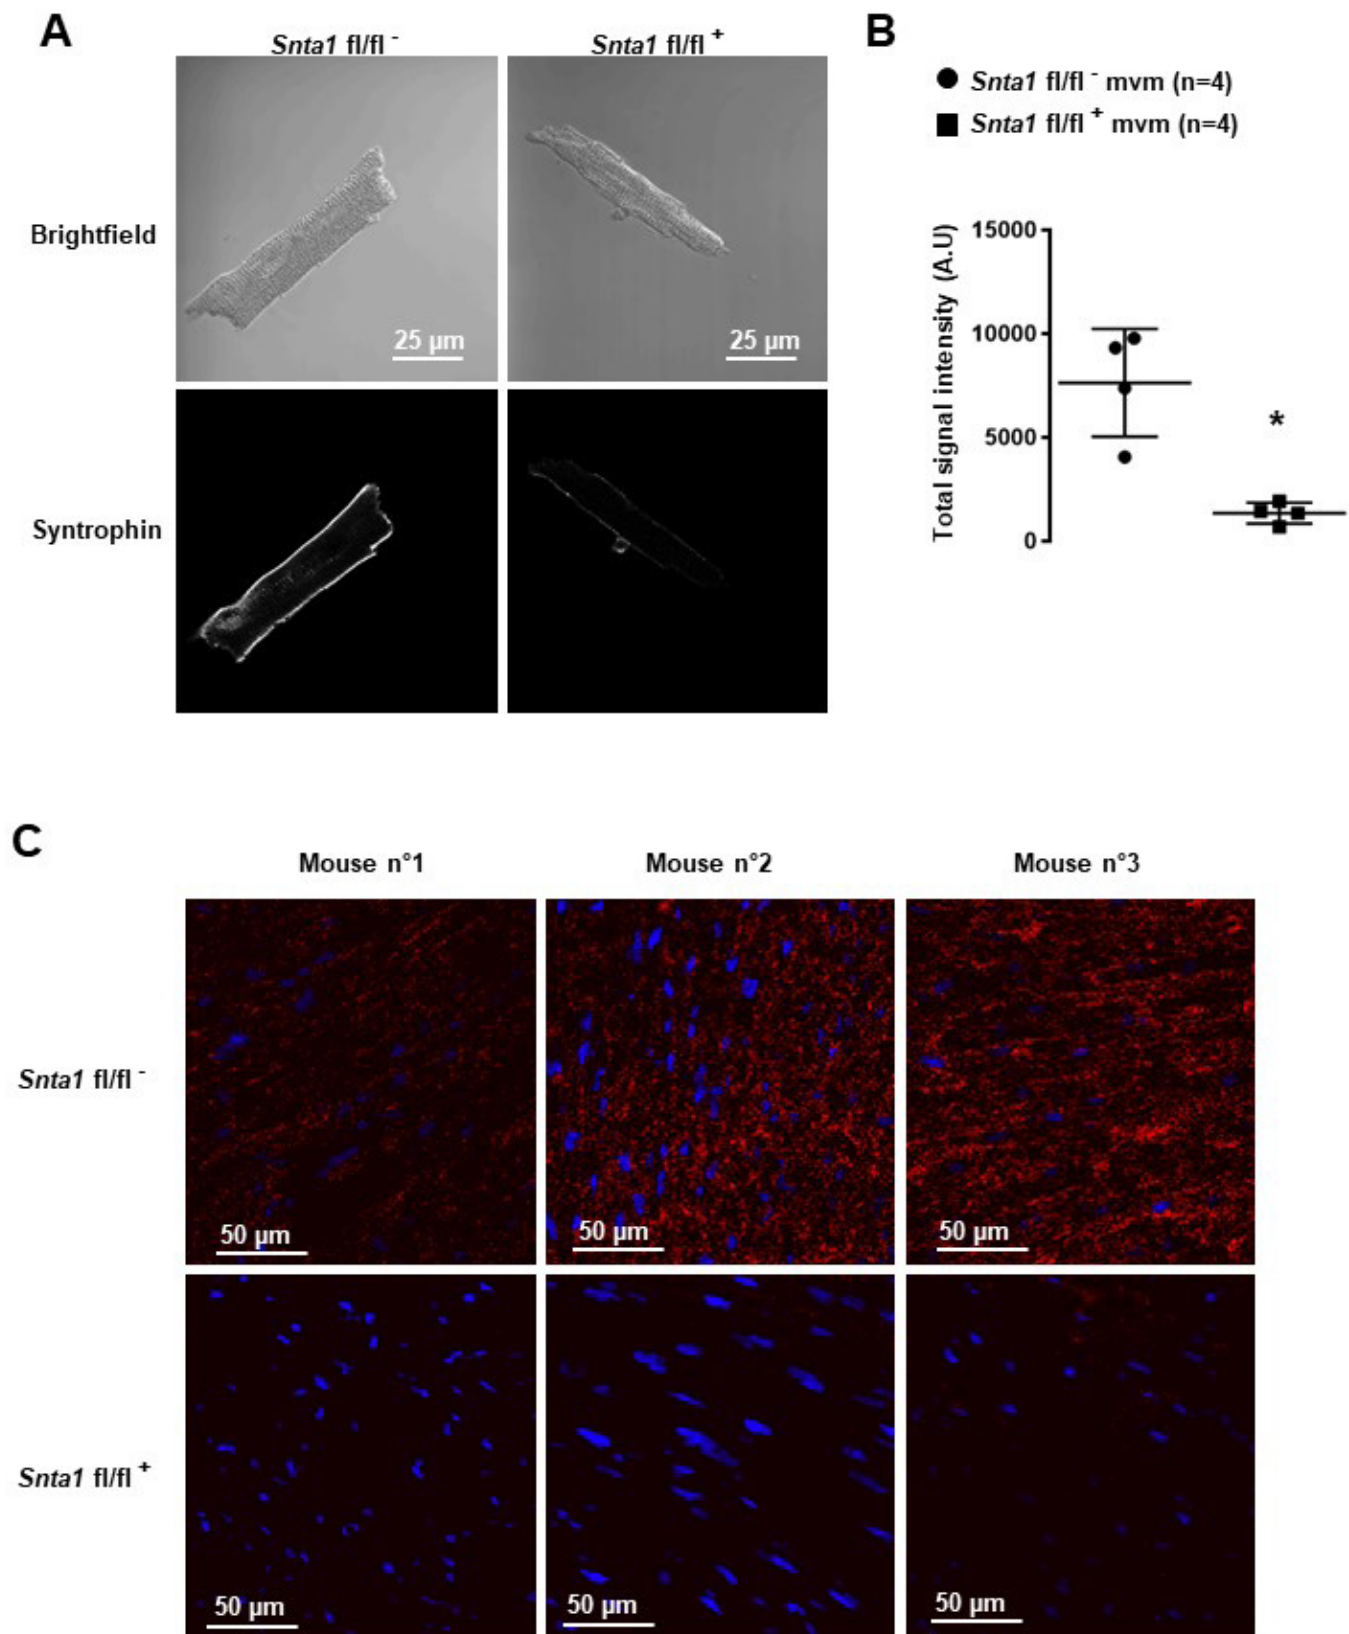 A
Snta1 fl/fl -
Snta1 fl/fl +
Brightfield
25 µm
25 µm
Syntrophin
B
Snta1 fl/fl - mvm (n=4)
Snta1 fl/fl + mvm (n=4)
Total signal intensity (A.U)
15000
10000
5000
0
*
C
Mouse n°1
Mouse n°2
Mouse n°3
Snta1 fl/fl -
50 µm
50 µm
50 µm
Snta1 fl/fl +
50 µm
50 µm
50 µm